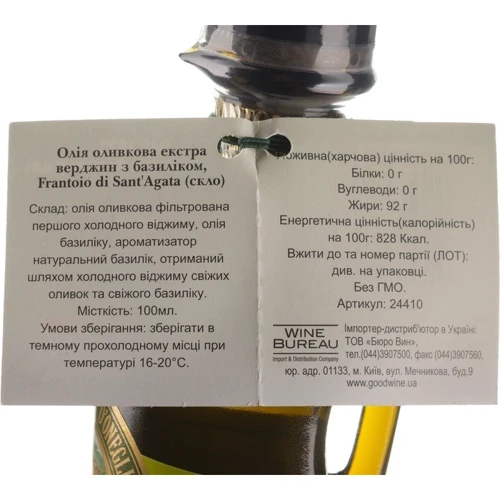 Олія оливкова екстра
верджин з базиліком,
Frantoio di Sant'Agata (скло)
Склад: олія оливкова фільтрована
першого холодного віджиму, олія
базиліку, ароматизатор
натуральний базилік, отриманий
шляхом холодного віджиму свіжих
оливок та свіжого базиліку.
Місткість: 100мл.
Умови зберігання: зберігати в
темному прохолодному місці при
температурі 16-20°С.
Поживна(харчова) цінність на 100г:
Білки: 0 г
Вуглеводи: 0 г
Жири: 92 г
Енергетична цінність(калорійність)
на 100г: 828 Ккал.
Вжити до та номер партії (ЛОТ):
див. на упаковці.
Без ГМО.
Артикул: 24410
WINE
BUREAU
Import & Distribution Company
Імпортер-дистриб'ютор в Україні:
ТОВ «Бюро Вин»,
тел.(044)3907500, факс (044)3907560,
юр. адр. 01133, м. Київ, вул. Мечникова, буд.9
www.goodwine.ua